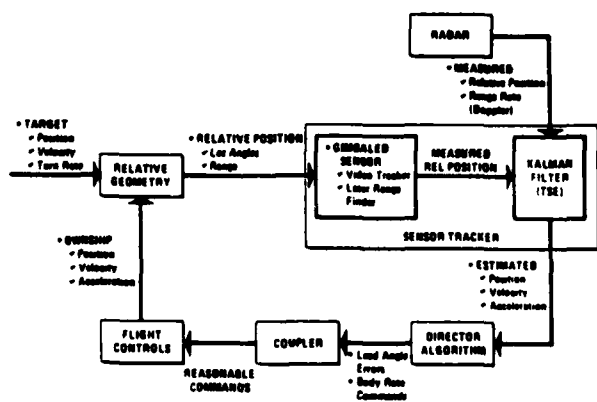 RADAR
• MEASURED
✓ Relative Position
✓ Range Rate
(Doppler)
• TARGET
✓ Position
✓ Velocity
✓ Turn Rate
RELATIVE
GEOMETRY
• RELATIVE POSITION
✓ Los Angles
✓ Range
• GIMBALED
SENSOR
✓ Video Tracker
✓ Laser Range
Finder
MEASURED
REL POSITION
KALMAN
FILTER
(TSE)
SENSOR TRACKER
• OWNSHIP
✓ Position
✓ Velocity
✓ Acceleration
• ESTIMATED
✓ Position
✓ Velocity
✓ Acceleration
FLIGHT
CONTROLS
REASONABLE
COMMANDS
COUPLER
• Lead Angle
Errors
• Body Rate
Commands
DIRECTOR
ALGORITHM